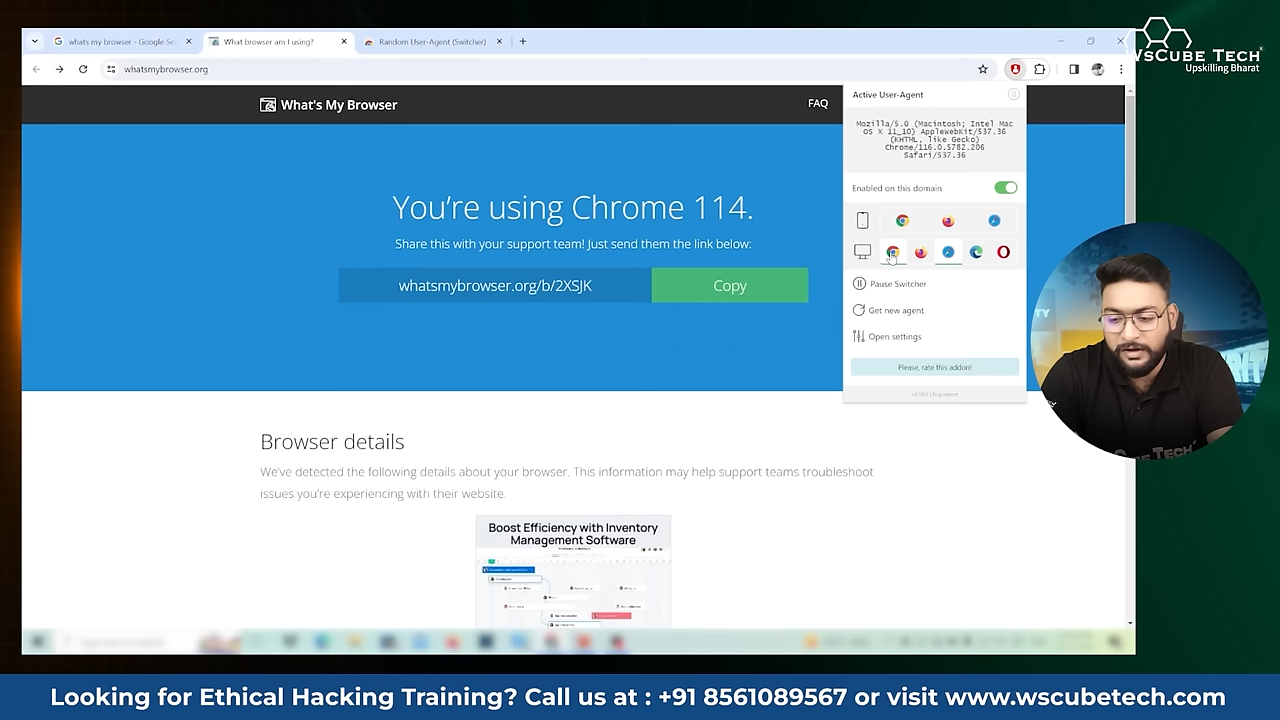 whats my browser - Google Sea
What browser am I using?
Random User-Agent (Switcher)
WsCube Tech
Upskilling Bharat
whatsmybrowser.org
What's My Browser
FAQ
You're using Chrome 114.
Share this with your support team! Just send them the link below:
whatsmybrowser.org/b/2XSJK
Copy
Active User-Agent
Mozilla/5.0 (Macintosh; Intel Mac
OS X 11_10) AppleWebKit/537.36
(KHTML, like Gecko)
Chrome/116.0.5782.206
Safari/537.36
Enabled on this domain
Pause Switcher
Get new agent
Open settings
Please, rate this addon!
Bug report
Browser details
We've detected the following details about your browser. This information may help support teams troubleshoot
issues you're experiencing with their website.
Boost Efficiency with Inventory
Management Software
Looking for Ethical Hacking Training? Call us at : +91 8561089567 or visit www.wscubetech.com